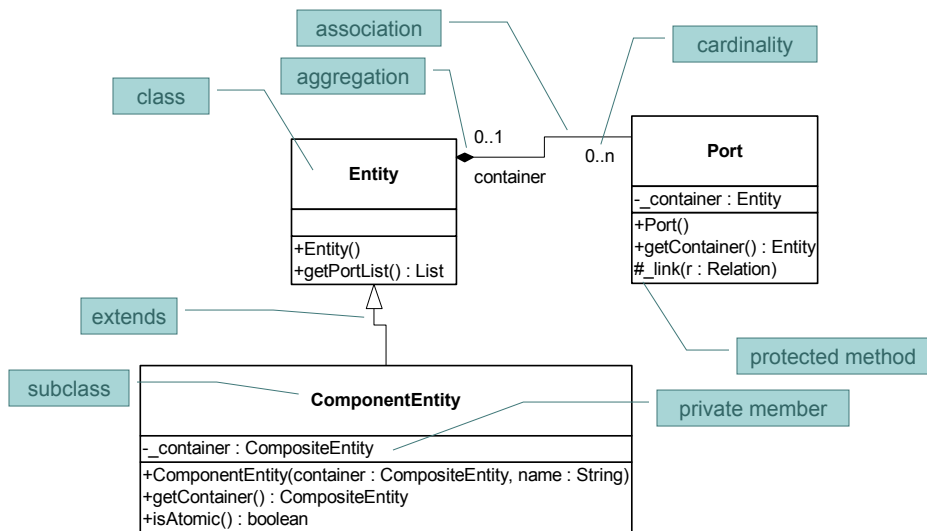 association
cardinality
aggregation
class
0..1
0..n
container
Entity
+Entity()
+getPortList() : List
Port
-_container : Entity
+Port()
+getContainer() : Entity
#_link(r : Relation)
extends
protected method
subclass
private member
ComponentEntity
-_container : CompositeEntity
+ComponentEntity(container : CompositeEntity, name : String)
+getContainer() : CompositeEntity
+isAtomic() : boolean